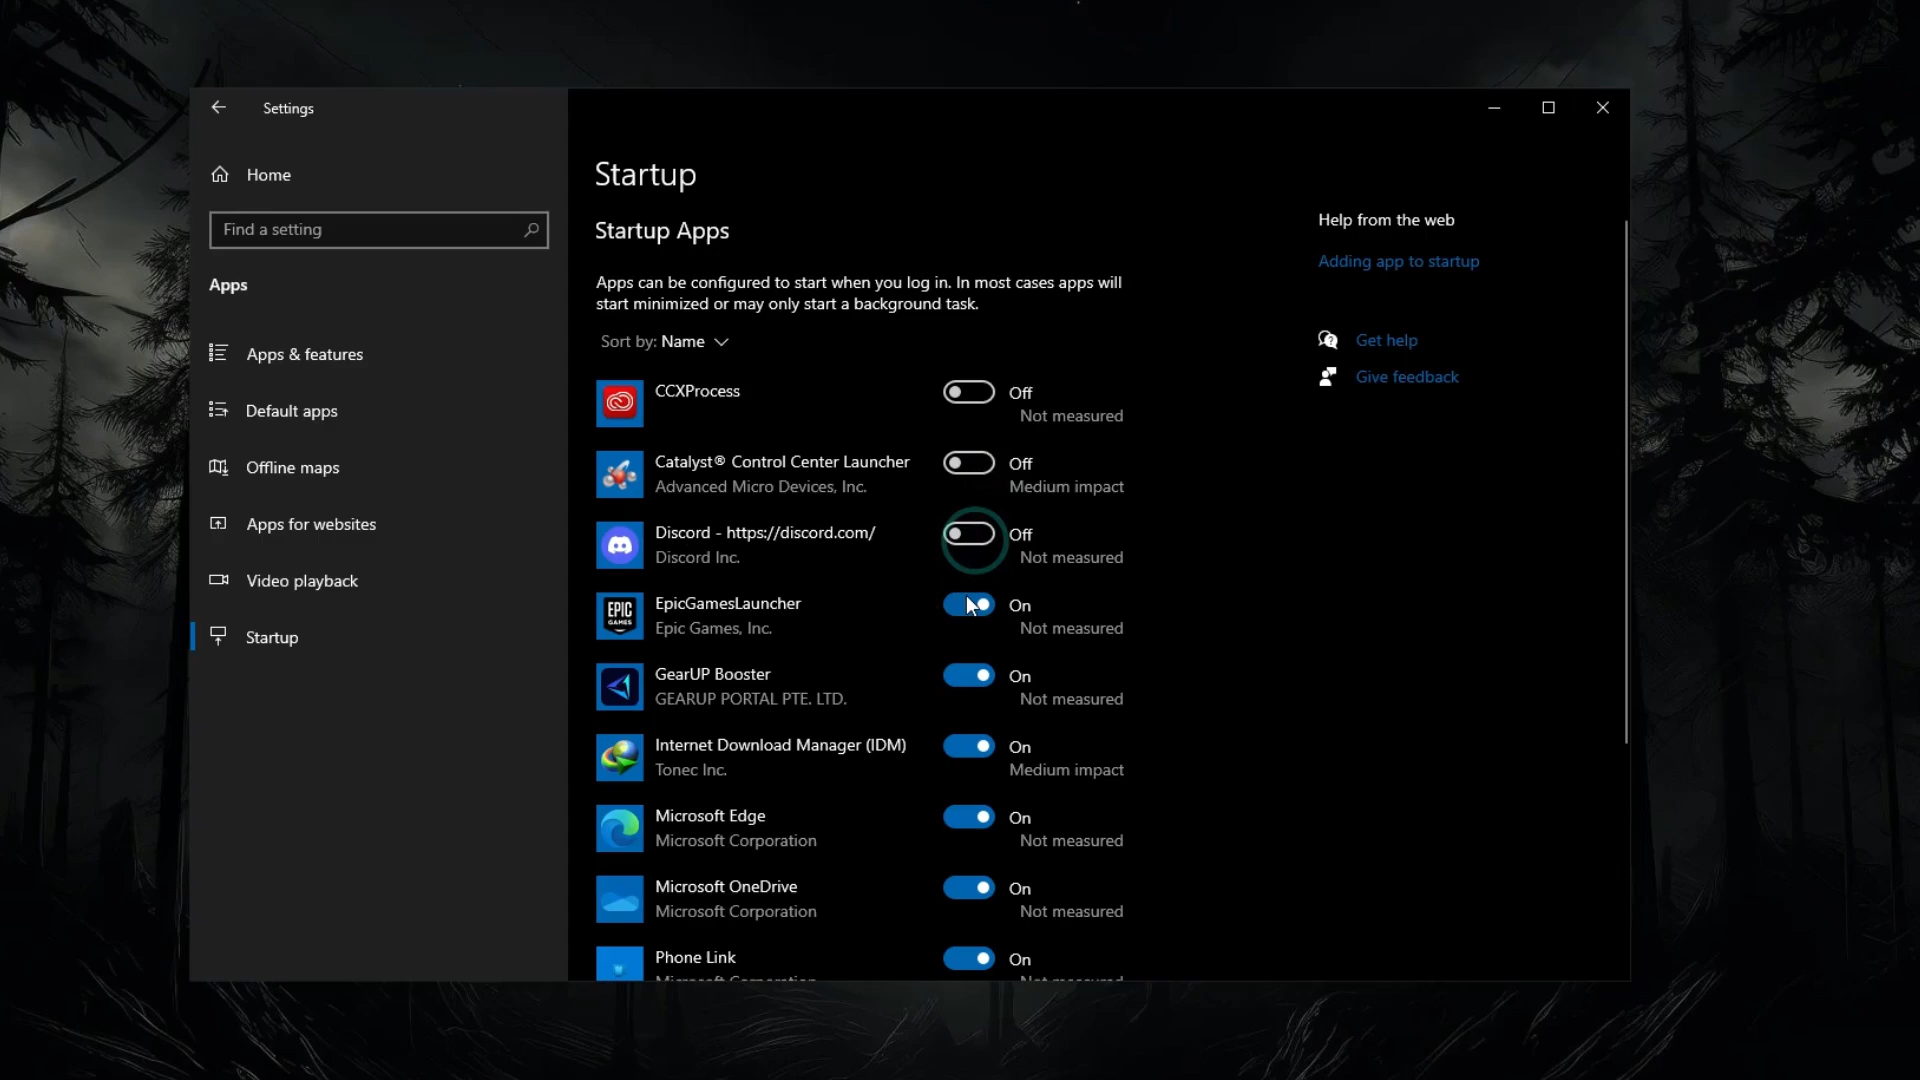 Settings
Home
Find a setting
Apps
Apps & features
Default apps
Offline maps
Apps for websites
Video playback
Startup
Startup
Startup Apps
Apps can be configured to start when you log in. In most cases apps will
start minimized or may only start a background task.
Sort by: Name
CCXProcess
Off
Not measured
Catalyst® Control Center Launcher
Advanced Micro Devices, Inc.
Off
Medium impact
Discord - https://discord.com/
Discord Inc.
Off
Not measured
EPIC
GAMES
EpicGamesLauncher
Epic Games, Inc.
On
Not measured
GearUP Booster
GEARUP PORTAL PTE. LTD.
On
Not measured
Internet Download Manager (IDM)
Tonec Inc.
On
Medium impact
Microsoft Edge
Microsoft Corporation
On
Not measured
Microsoft OneDrive
Microsoft Corporation
On
Not measured
Phone Link
Microsoft Corporation
On
Not measured
Help from the web
Adding app to startup
Get help
Give feedback